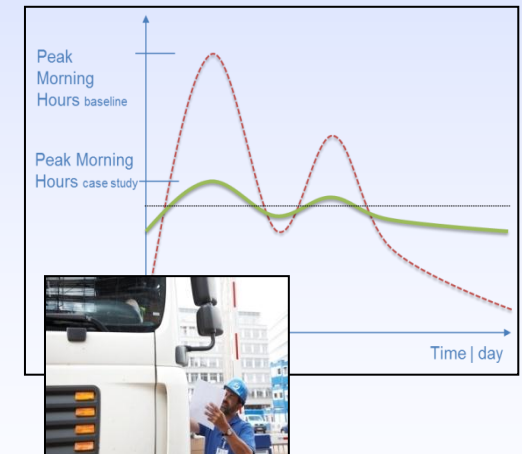 Peak
Morning
Hours baseline
Peak Morning
Hours case study
Time | day